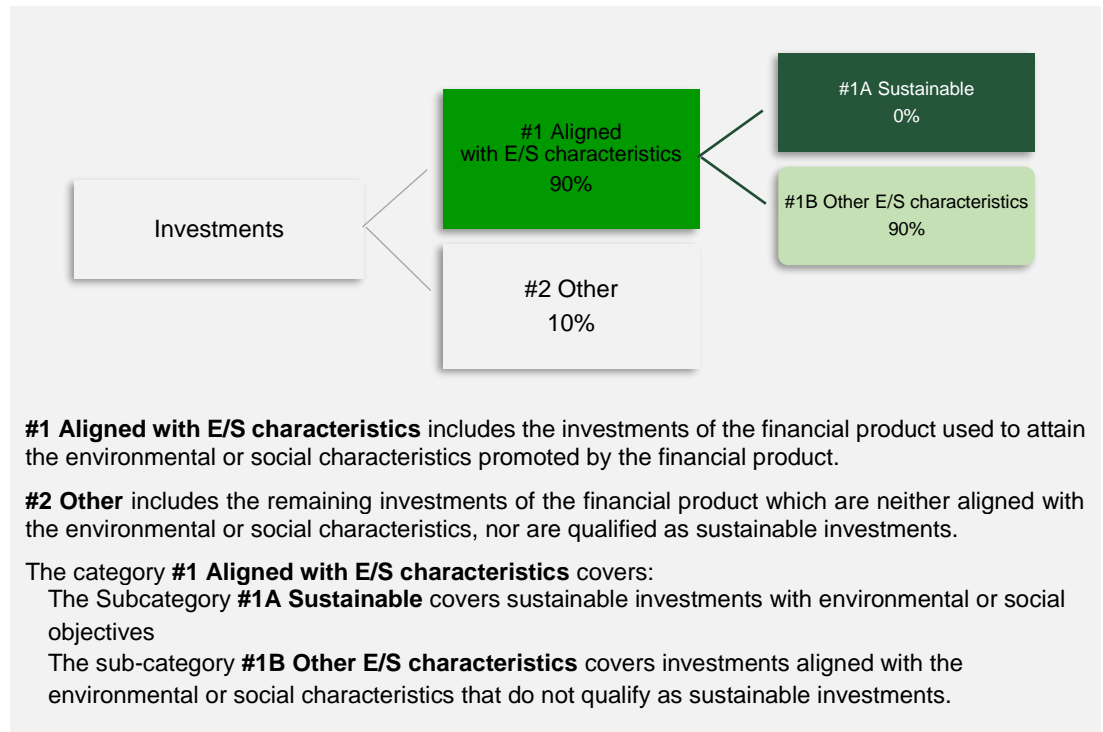 #1A Sustainable
0%
#1 Aligned
with E/S characteristics
90%
#1B Other E/S characteristics
90%
Investments
#2 Other
10%
#1 Aligned with E/S characteristics includes the investments of the financial product used to attain
the environmental or social characteristics promoted by the financial product.
#2 Other includes the remaining investments of the financial product which are neither aligned with
the environmental or social characteristics, nor are qualified as sustainable investments.
The category #1 Aligned with E/S characteristics covers:
The Subcategory #1A Sustainable covers sustainable investments with environmental or social
objectives
The sub-category #1B Other E/S characteristics covers investments aligned with the
environmental or social characteristics that do not qualify as sustainable investments.